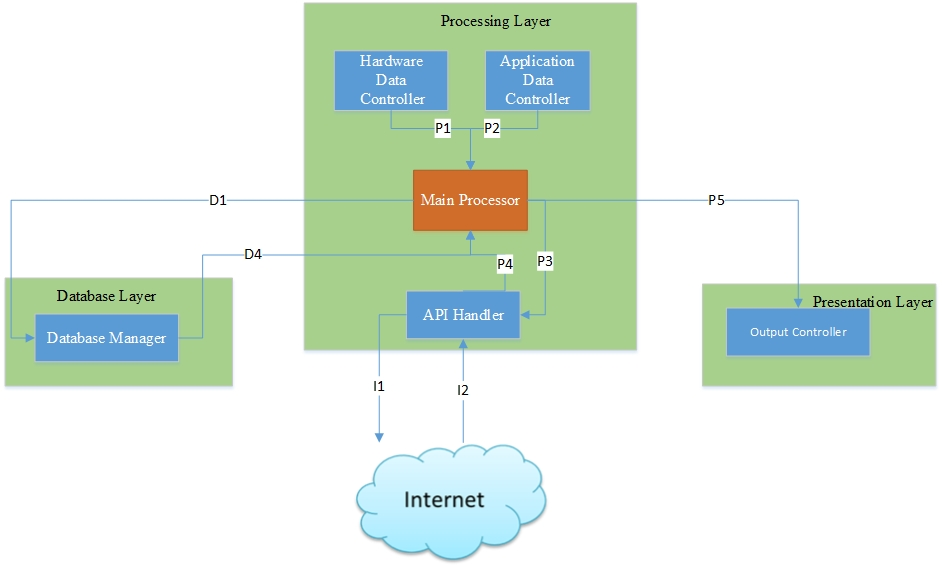 Processing Layer
Hardware
Data
Controller
Application
Data
Controller
P1
P2
Main Processor
D1
P5
D4
P4
P3
Database Layer
Database Manager
API Handler
Presentation Layer
Output Controller
I1
I2
Internet